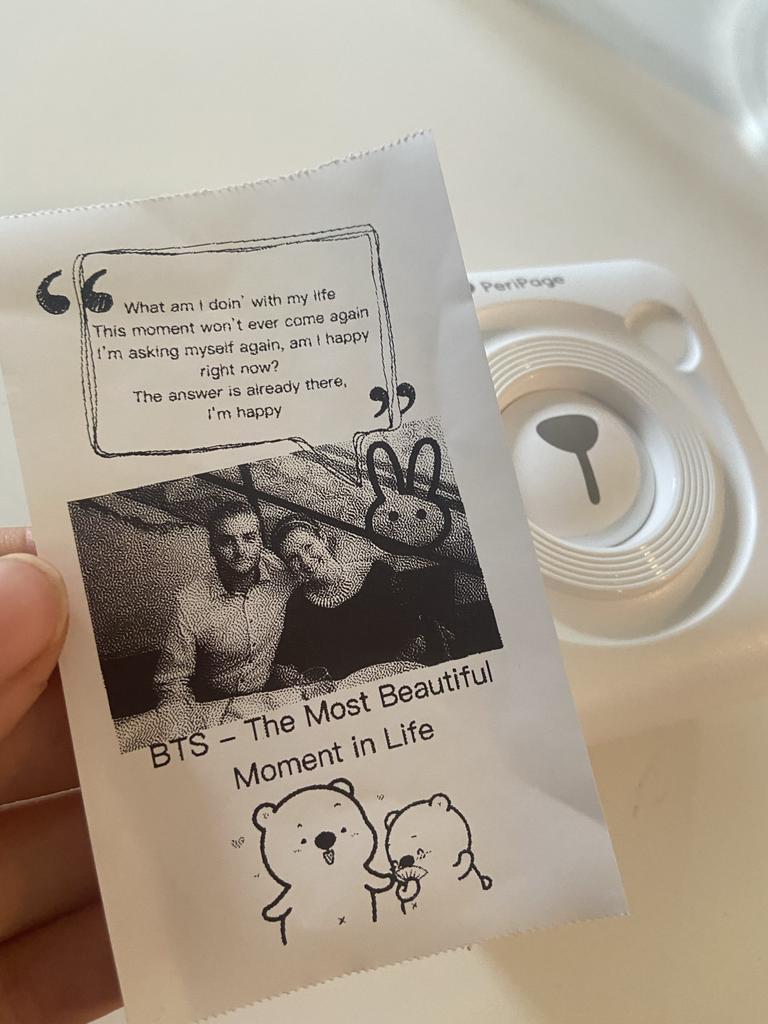 PeriPage
What am I doin' with my life
This moment won't ever come again
I'm asking myself again, am I happy
right now?
The answer is already there,
I'm happy
BTS – The Most Beautiful
Moment in Life